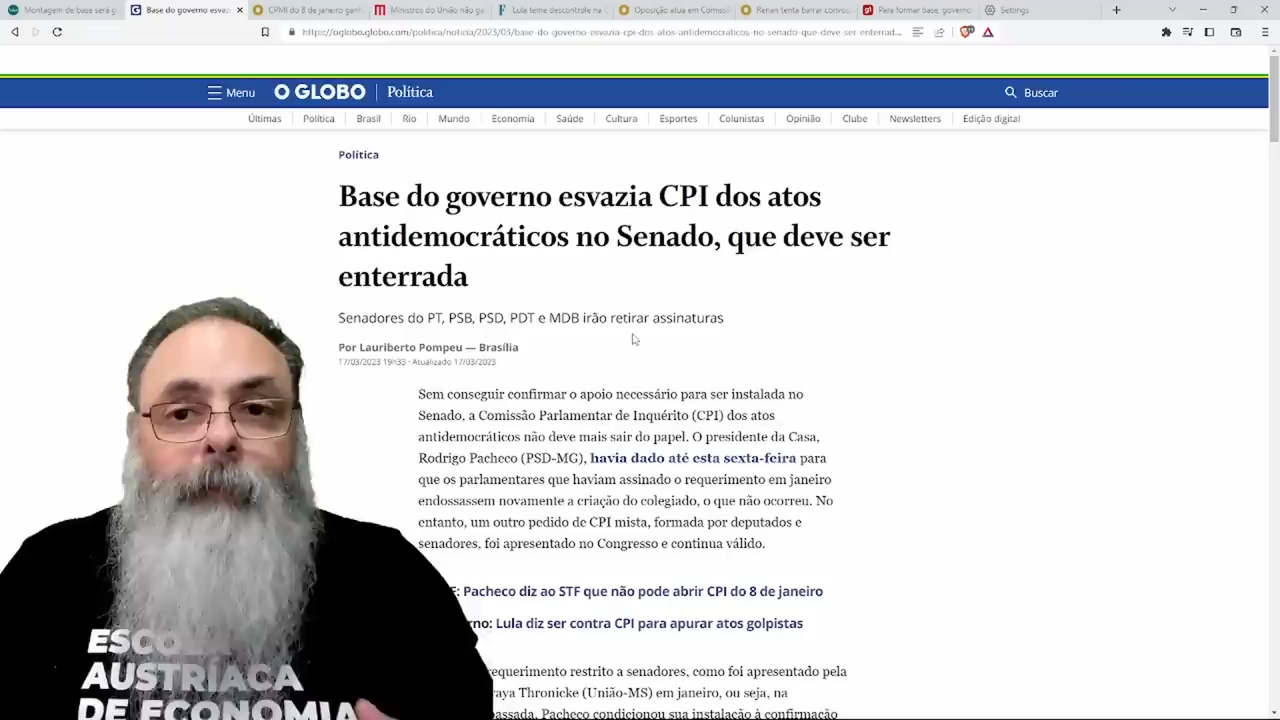 Montagem de base será g
Base do governo esvaz
CPMI do 8 de janeiro ganh
Ministros do União não ga
Lula teme descontrole na C
Oposição atua em Comissã
Renan tenta barrar convoc
Para formar base, governo
Settings
https://oglobo.globo.com/politica/noticia/2023/03/base-do-governo-esvazia-cpi-dos-atos-antidemocraticos-no-senado-que-deve-ser-enterrad...
Menu
O GLOBO
Política
Buscar
Últimas Política Brasil Rio Mundo Economia Saúde Cultura Esportes Colunistas Opinião Clube Newsletters Edição digital
Política
Base do governo esvazia CPI dos atos
antidemocráticos no Senado, que deve ser
enterrada
Senadores do PT, PSB, PSD, PDT e MDB irão retirar assinaturas
Por Lauriberto Pompeu — Brasília
17/03/2023 19h33 · Atualizado 17/03/2023
Sem conseguir confirmar o apoio necessário para ser instalada no
Senado, a Comissão Parlamentar de Inquérito (CPI) dos atos
antidemocráticos não deve mais sair do papel. O presidente da Casa,
Rodrigo Pacheco (PSD-MG), havia dado até esta sexta-feira para
que os parlamentares que haviam assinado o requerimento em janeiro
endossassem novamente a criação do colegiado, o que não ocorreu. No
entanto, um outro pedido de CPI mista, formada por deputados e
senadores, foi apresentado no Congresso e continua válido.
: Pacheco diz ao STF que não pode abrir CPI do 8 de janeiro
rno: Lula diz ser contra CPI para apurar atos golpistas
equerimento restrito a senadores, como foi apresentado pela
raya Thronicke (União-MS) em janeiro, ou seja, na
passada, Pacheco condicionou sua instalação à confirmação
ESCO
AUSTRÍACA
DE ECONOMIA